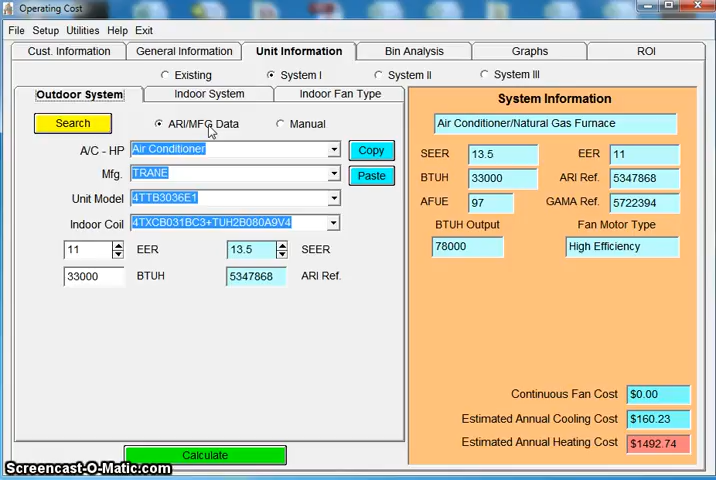 Operating Cost
File Setup Utilities Help Exit
Cust. Information General Information Unit Information Bin Analysis Graphs ROI
Existing System I System II System III
Outdoor System Indoor System Indoor Fan Type
Search ARI/MFG Data Manual
A/C - HP Air Conditioner Copy
Mfg. TRANE Paste
Unit Model 4TTB3036E1
Indoor Coil 4TXCB031BC3+TUH2B080A9V4
11 EER 13.5 SEER
33000 BTUH 5347868 ARI Ref.
Calculate
System Information
Air Conditioner/Natural Gas Furnace
SEER 13.5 EER 11
BTUH 33000 ARI Ref. 5347868
AFUE 97 GAMA Ref. 5722394
BTUH Output Fan Motor Type
78000 High Efficiency
Continuous Fan Cost $0.00
Estimated Annual Cooling Cost $160.23
Estimated Annual Heating Cost $1492.74
Screencast-O-Matic.com